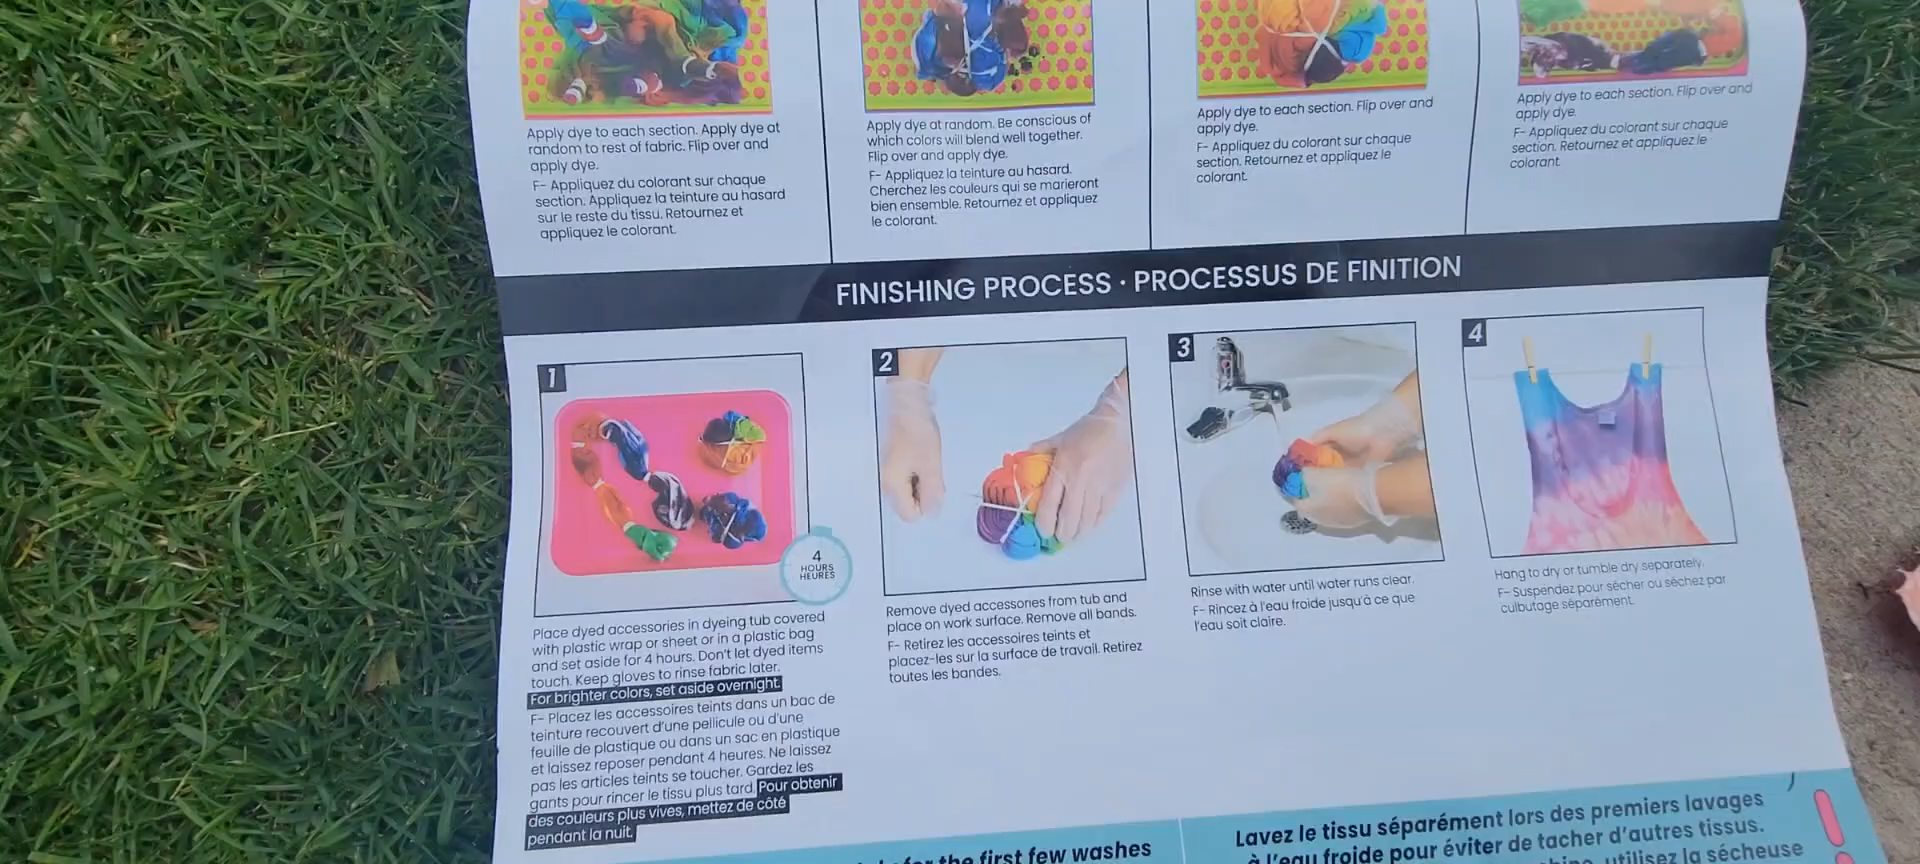 Apply dye to each section. Apply dye at
random to rest of fabric. Flip over and
apply dye.
F- Appliquez du colorant sur chaque
section. Appliquez la teinture au hasard
sur le reste du tissu. Retournez et
appliquez le colorant.
Apply dye at random. Be conscious of
which colors will blend well together.
Flip over and apply dye.
F- Appliquez la teinture au hasard.
Cherchez les couleurs qui se marieront
bien ensemble. Retournez et appliquez
le colorant.
Apply dye to each section. Flip over and
apply dye.
F- Appliquez du colorant sur chaque
section. Retournez et appliquez le
colorant.
Apply dye to each section. Flip over and
apply dye.
F- Appliquez du colorant sur chaque
section. Retournez et appliquez le
colorant.
FINISHING PROCESS · PROCESSUS DE FINITION
1
4
HOURS
HEURES
Place dyed accessories in dyeing tub covered
with plastic wrap or sheet or in a plastic bag
and set aside for 4 hours. Don't let dyed items
touch. Keep gloves to rinse fabric later.
For brighter colors, set aside overnight.
F- Placez les accessoires teints dans un bac de
teinture recouvert d'une pellicule ou d'une
feuille de plastique ou dans un sac en plastique
et laissez reposer pendant 4 heures. Ne laissez
pas les articles teints se toucher. Gardez les
gants pour rincer le tissu plus tard. Pour obtenir
des couleurs plus vives, mettez de côté
pendant la nuit.
2
Remove dyed accessories from tub and
place on work surface. Remove all bands.
F- Retirez les accessoires teints et
placez-les sur la surface de travail. Retirez
toutes les bandes.
3
Rinse with water until water runs clear.
F- Rincez à l'eau froide jusqu'à ce que
l'eau soit claire.
4
Hang to dry or tumble dry separately.
F- Suspendez pour sécher ou séchez par
culbutage séparément.
for the first few washes
Lavez le tissu séparément lors des premiers lavages
à l'eau froide pour éviter de tacher d'autres tissus.
utilisez la sécheuse